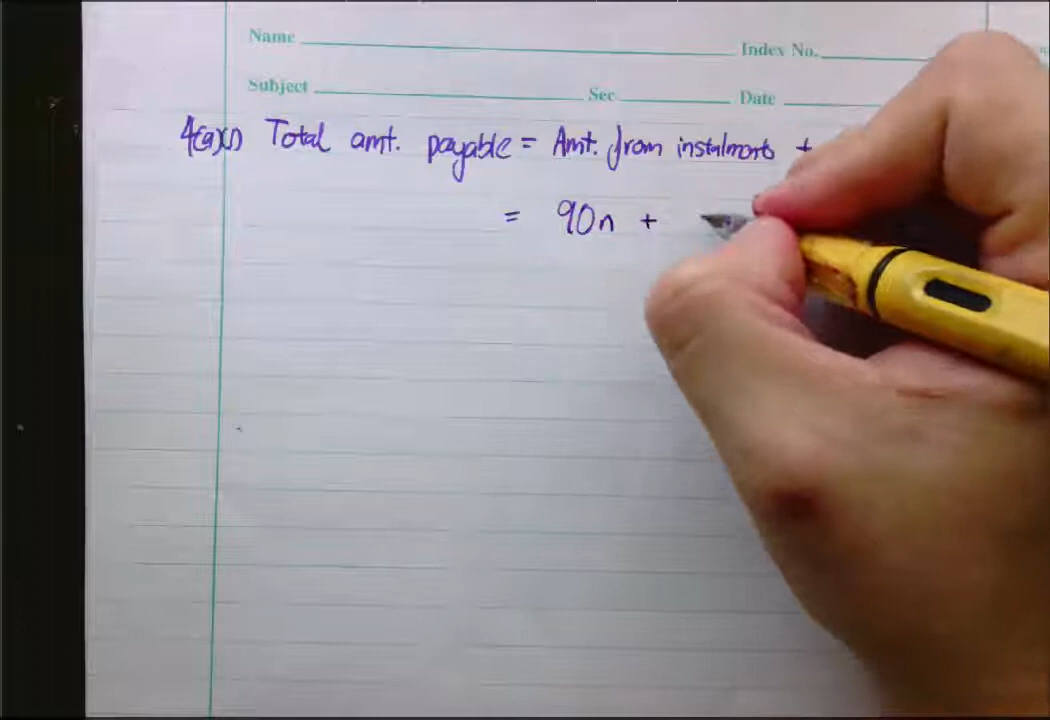 Name
Index No.
Subject Sec Date
4(a)(i) Total amt. payable = Amt. from instalments +
= 90n +